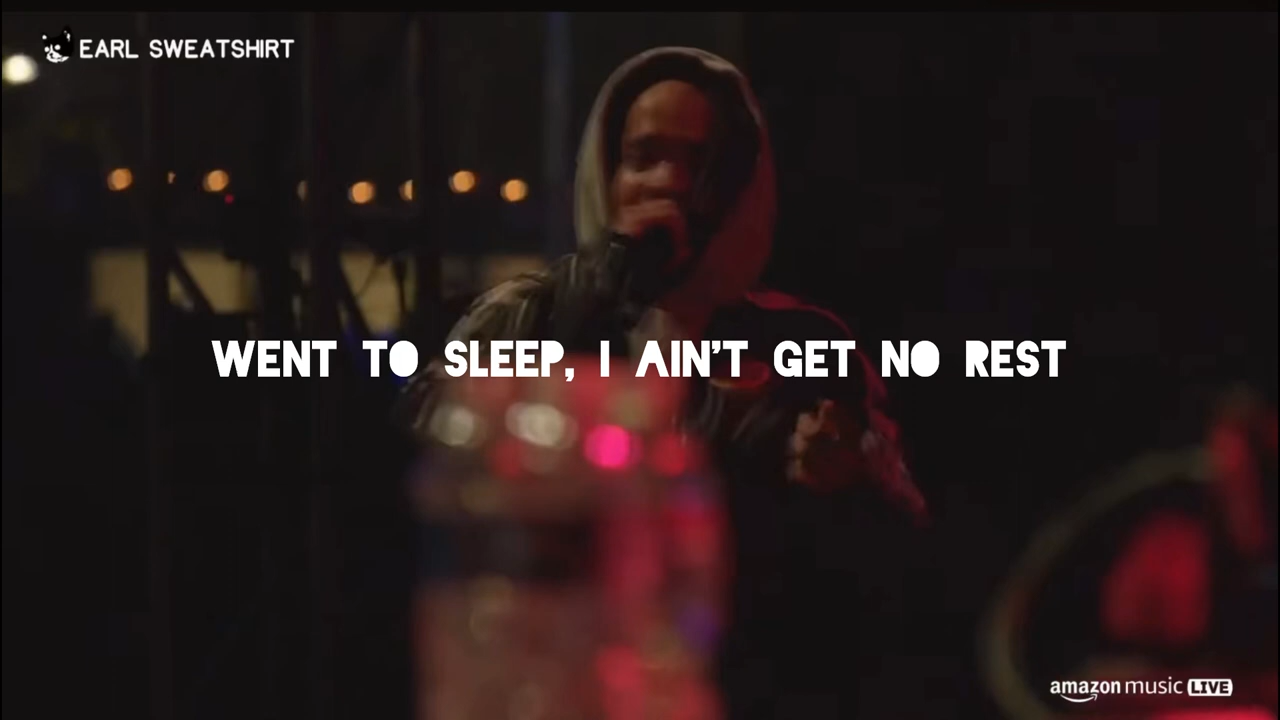 EARL SWEATSHIRT
WENT TO SLEEP, I AIN'T GET NO REST
amazon music LIVE